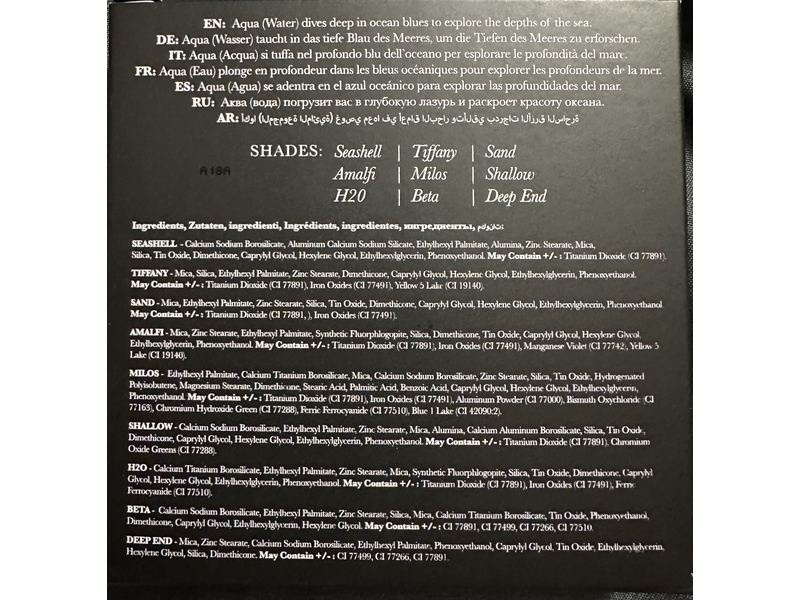 EN: Aqua (Water) dives deep in ocean blues to explore the depths of the sea.
DE: Aqua (Wasser) taucht in das tiefe Blau des Meeres, um die Tiefen des Meeres zu erforschen.
IT: Aqua (Acqua) si tuffa nel profondo blu dell'oceano per esplorare le profondità del mare.
FR: Aqua (Eau) plonge en profondeur dans les bleus océaniques pour explorer les profondeurs de la mer.
ES: Aqua (Agua) se adentra en el azul oceánico para explorar las profundidades del mar.
RU: Аква (вода) погрузит вас в глубокую лазурь и раскроет красоту океана.
AR: أكوا (المجموعة المائية) غوصي معها في أعماق البحار وتألقي بدرجات الأزرق الساحرة
SHADES: Seashell | Tiffany | Sand
Amalfi | Milos | Shallow
A18A
H20 | Beta | Deep End
Ingredients, Zutaten, ingredienti, Ingrédients, ingredientes, ингредиенты, مكونات:
SEASHELL - Calcium Sodium Borosilicate, Aluminum Calcium Sodium Silicate, Ethylhexyl Palmitate, Alumina, Zinc Stearate, Mica,
Silica, Tin Oxide, Dimethicone, Caprylyl Glycol, Hexylene Glycol, Ethylhexylglycerin, Phenoxyethanol. May Contain +/- : Titanium Dioxide (CI 77891).
TIFFANY - Mica, Silica, Ethylhexyl Palmitate, Zinc Stearate, Dimethicone, Caprylyl Glycol, Hexylene Glycol, Ethylhexylglycerin, Phenoxyethanol.
May Contain +/- : Titanium Dioxide (CI 77891), Iron Oxides (CI 77491), Yellow 5 Lake (CI 19140).
SAND - Mica, Ethylhexyl Palmitate, Zinc Stearate, Silica, Tin Oxide, Dimethicone, Caprylyl Glycol, Hexylene Glycol, Ethylhexylglycerin, Phenoxyethanol
May Contain +/- : Titanium Dioxide (CI 77891, ), Iron Oxides (CI 77491).
AMALFI - Mica, Zinc Stearate, Ethylhexyl Palmitate, Synthetic Fluorphlogopite, Silica, Dimethicone, Tin Oxide, Caprylyl Glycol, Hexylene Glycol,
Ethylhexylglycerin, Phenoxyethanol. May Contain +/- : Titanium Dioxide (CI 77891), Iron Oxides (CI 77491), Manganese Violet (CI 77742), Yellow 5
Lake (CI 19140).
MILOS - Ethylhexyl Palmitate, Calcium Titanium Borosilicate, Mica, Calcium Sodium Borosilicate, Zinc Stearate, Silica, Tin Oxide, Hydrogenated
Polyisobutene, Magnesium Stearate, Dimethicone, Stearic Acid, Palmitic Acid, Benzoic Acid, Caprylyl Glycol, Hexylene Glycol, Ethylhexylglycerin,
Phenoxyethanol. May Contain +/- : Titanium Dioxide (CI 77891), Iron Oxides (CI 77491), Aluminum Powder (CI 77000), Bismuth Oxychloride (CI
77163), Chromium Hydroxide Green (CI 77288), Ferric Ferrocyanide (CI 77510), Blue 1 Lake (CI 42090:2).
SHALLOW - Calcium Sodium Borosilicate, Ethylhexyl Palmitate, Zinc Stearate, Mica, Alumina, Calcium Aluminum Borosilicate, Silica, Tin Oxide,
Dimethicone, Caprylyl Glycol, Hexylene Glycol, Ethylhexylglycerin, Phenoxyethanol. May Contain +/- : Titanium Dioxide (CI 77891), Chromium
Oxide Greens (CI 77288).
H2O - Calcium Titanium Borosilicate, Ethylhexyl Palmitate, Zinc Stearate, Mica, Synthetic Fluorphlogopite, Silica, Tin Oxide, Dimethicone, Caprylyl
Glycol, Hexylene Glycol, Ethylhexylglycerin, Phenoxyethanol. May Contain +/- : Titanium Dioxide (CI 77891), Iron Oxides (CI 77491), Ferric
Ferrocyanide (CI 77510).
BETA - Calcium Sodium Borosilicate, Ethylhexyl Palmitate, Zinc Stearate, Silica, Mica, Calcium Titanium Borosilicate, Tin Oxide, Phenoxyethanol,
Dimethicone, Caprylyl Glycol, Ethylhexylglycerin, Hexylene Glycol. May Contain +/- : CI 77891, CI 77499, CI 77266, CI 77510.
DEEP END - Mica, Zinc Stearate, Calcium Sodium Borosilicate, Ethylhexyl Palmitate, Phenoxyethanol, Caprylyl Glycol, Tin Oxide, Ethylhexylglycerin,
Hexylene Glycol, Silica, Dimethicone. May Contain +/- : CI 77499, CI 77266, CI 77891.